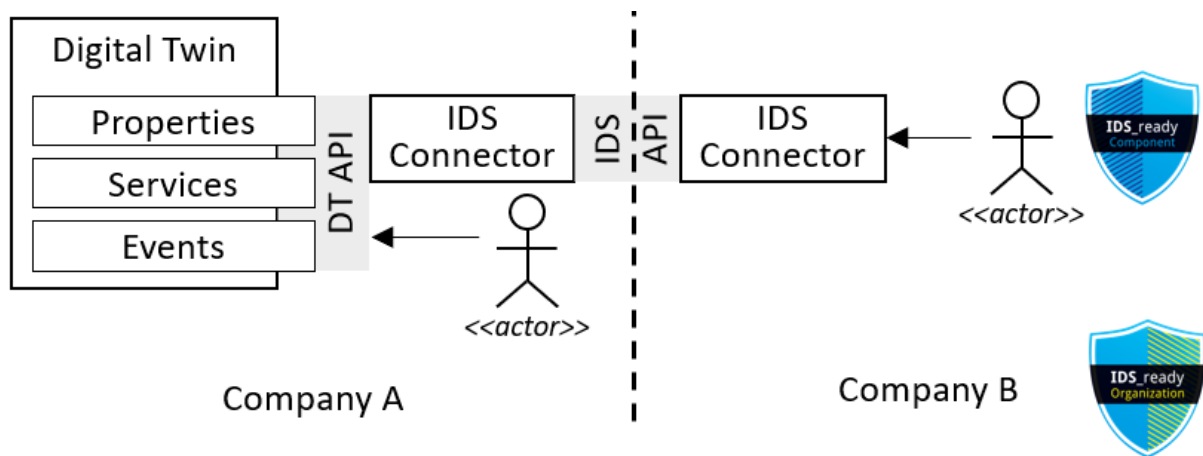 Digital Twin
Properties
Services
Events
DT API
IDS
Connector
IDS
API
IDS
Connector
<<actor>>
<<actor>>
IDS_ready
Component
Company A
Company B
IDS_ready
Organization